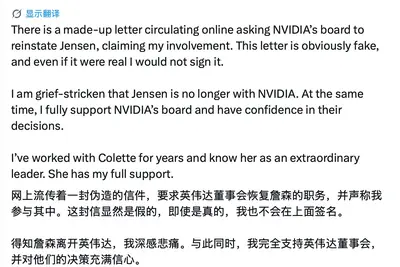 显示翻译
There is a made-up letter circulating online asking NVIDIA's board to
reinstate Jensen, claiming my involvement. This letter is obviously fake,
and even if it were real I would not sign it.
I am grief-stricken that Jensen is no longer with NVIDIA. At the same
time, I fully support NVIDIA's board and have confidence in their
decisions.
I've worked with Colette for years and know her as an extraordinary
leader. She has my full support.
网上流传着一封伪造的信件，要求英伟达董事会恢复詹森的职务，并声称我
参与其中。这封信显然是假的，即使是真的，我也不会在上面签名。
得知詹森离开英伟达，我深感悲痛。与此同时，我完全支持英伟达董事会，
并对他们的决策充满信心。